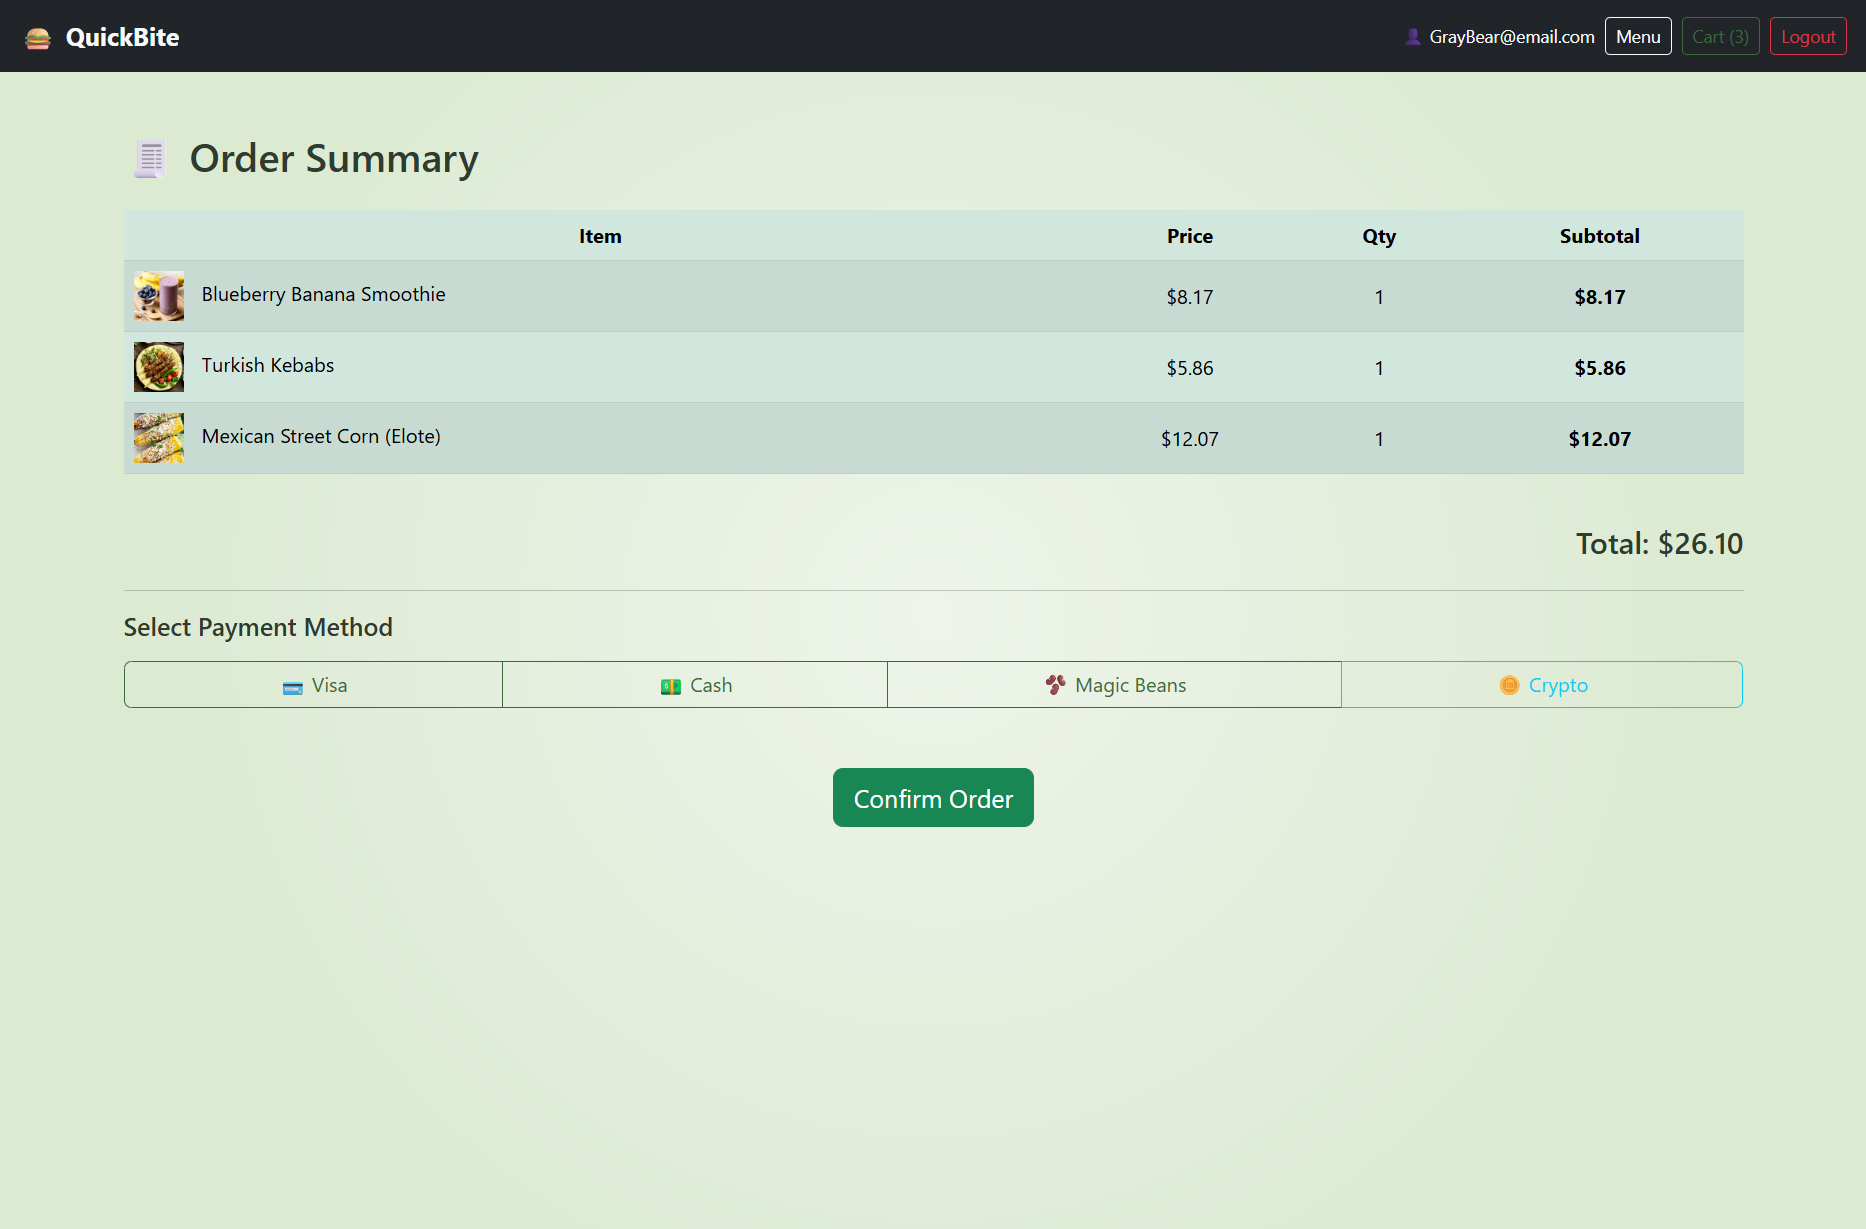 QuickBite
GrayBear@email.com Menu Cart (3) Logout
Order Summary
Item Price Qty Subtotal
Blueberry Banana Smoothie $8.17 1 $8.17
Turkish Kebabs $5.86 1 $5.86
Mexican Street Corn (Elote) $12.07 1 $12.07
Total: $26.10
Select Payment Method
Visa Cash Magic Beans Crypto
Confirm Order